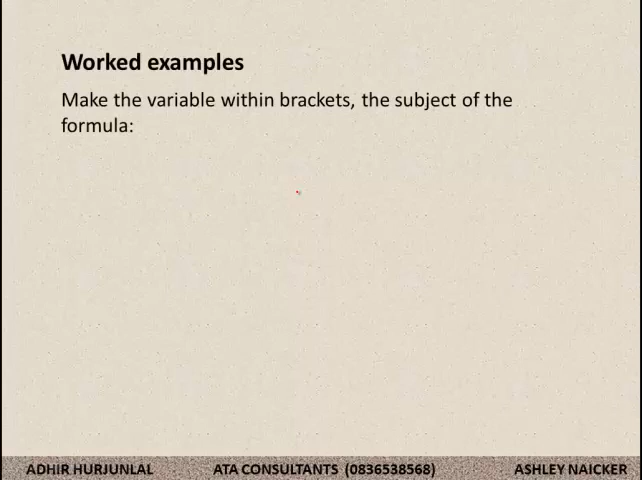 Worked examples
Make the variable within brackets, the subject of the
formula:
ADHIR HURJUNLAL ATA CONSULTANTS (0836538568) ASHLEY NAICKER